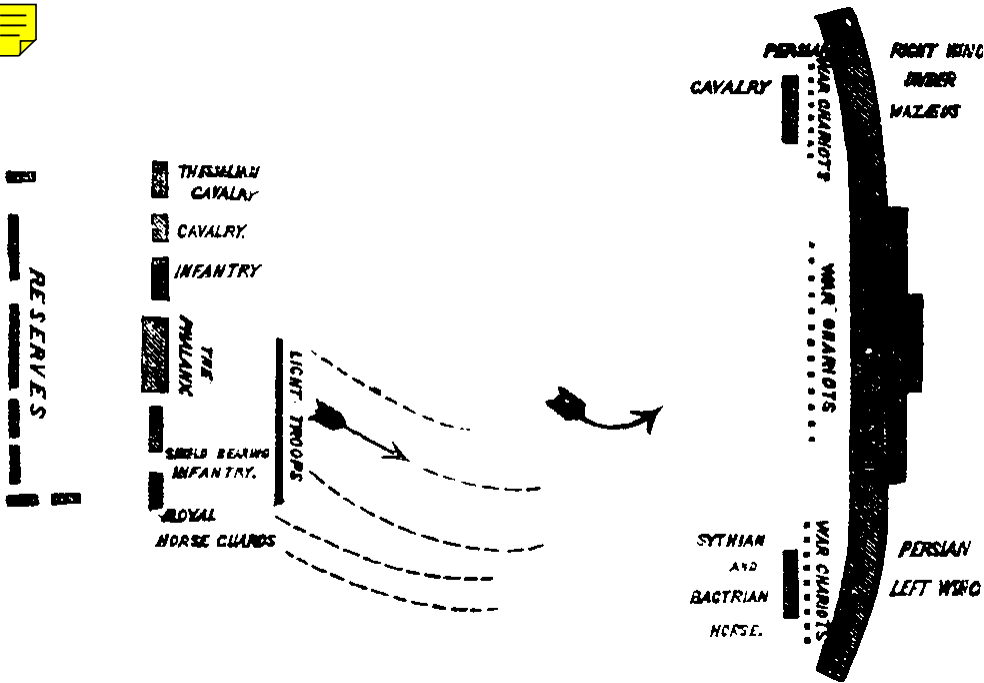 THESSALIAN
CAVALRY
CAVALRY.
INFANTRY
THE
PHALANX
SHIELD BEARING
INFANTRY.
ROYAL
HORSE GUARDS
RESERVES
LIGHT TROOPS
PERSIAN
CAVALRY
WAR CHARIOTS
RIGHT WING
UNDER
MAZÆUS
WAR CHARIOTS
SYTHIAN
AND
BACTRIAN
HORSE.
WAR CHARIOTS
PERSIAN
LEFT WING